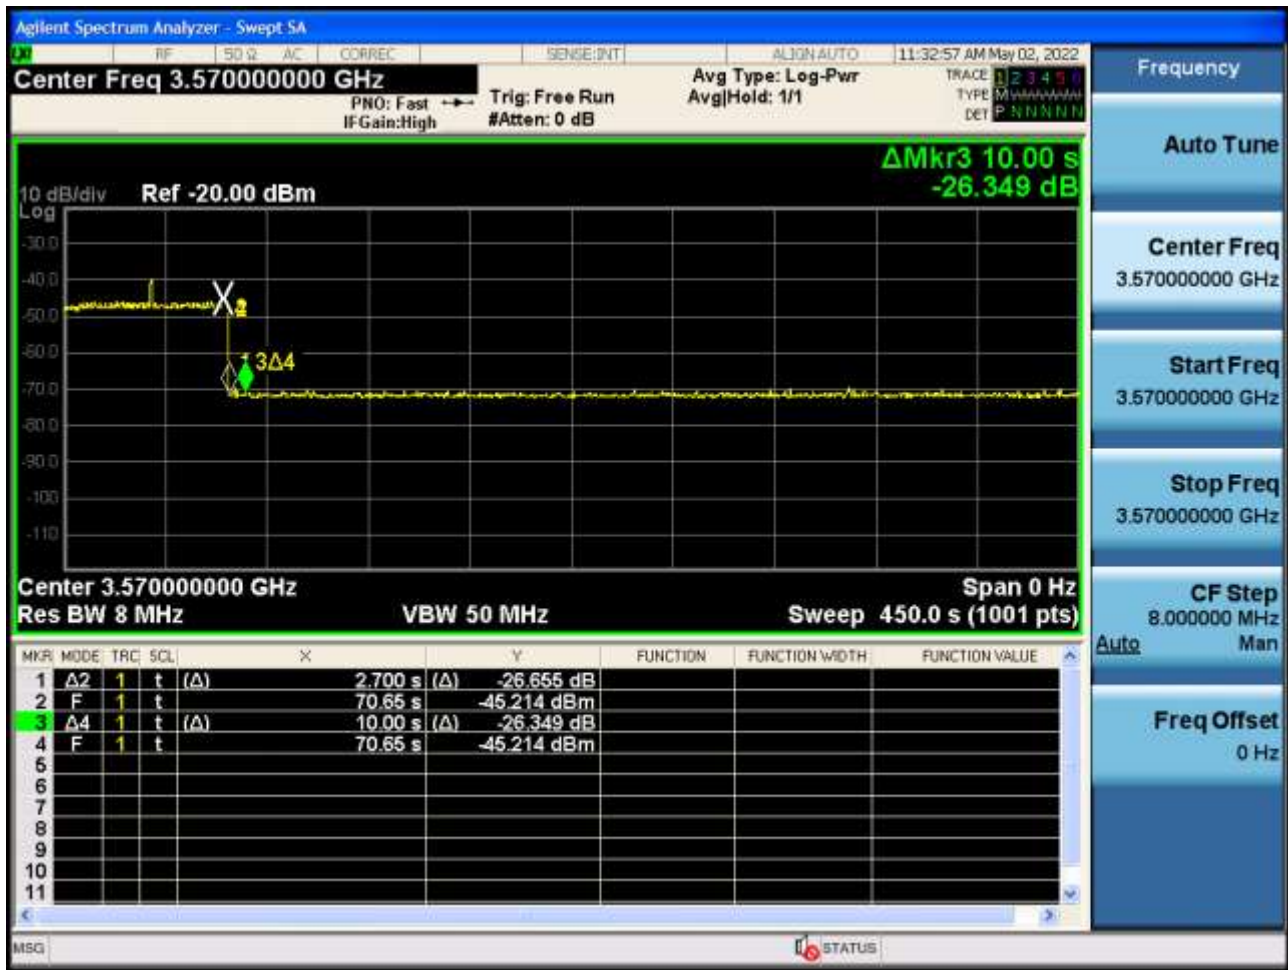 Agilent Spectrum Analyzer - Swept SA
LXI RF 50 Ω AC CORREC SENSE:INT ALIGN AUTO 11:32:57 AM May 02, 2022
Center Freq 3.570000000 GHz
PNO: Fast Trig: Free Run Avg Type: Log-Pwr TRACE 1 2 3 4 5 6
IFGain:High #Atten: 0 dB Avg|Hold: 1/1 TYPE M
DET P N N N N N
ΔMkr3 10.00 s
-26.349 dB
10 dB/div Ref -20.00 dBm
Log
-30.0
-40.0
-50.0
-60.0
-70.0
-80.0
-90.0
-100
-110
2
1 3Δ4
Center 3.570000000 GHz Span 0 Hz
Res BW 8 MHz VBW 50 MHz Sweep 450.0 s (1001 pts)
MKR MODE TRC SCL X Y FUNCTION FUNCTION WIDTH FUNCTION VALUE
1 Δ2 1 t (Δ) 2.700 s (Δ) -26.655 dB
2 F 1 t 70.65 s -45.214 dBm
3 Δ4 1 t (Δ) 10.00 s (Δ) -26.349 dB
4 F 1 t 70.65 s -45.214 dBm
5
6
7
8
9
10
11
MSG STATUS
Frequency
Auto Tune
Center Freq
3.570000000 GHz
Start Freq
3.570000000 GHz
Stop Freq
3.570000000 GHz
CF Step
8.000000 MHz
Auto Man
Freq Offset
0 Hz